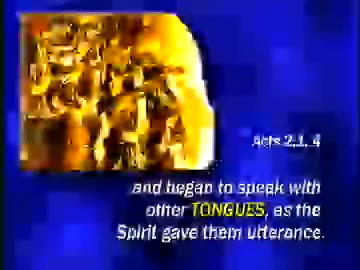 Acts 2:1, 4
and began to speak with
other TONGUES, as the
Spirit gave them utterance.